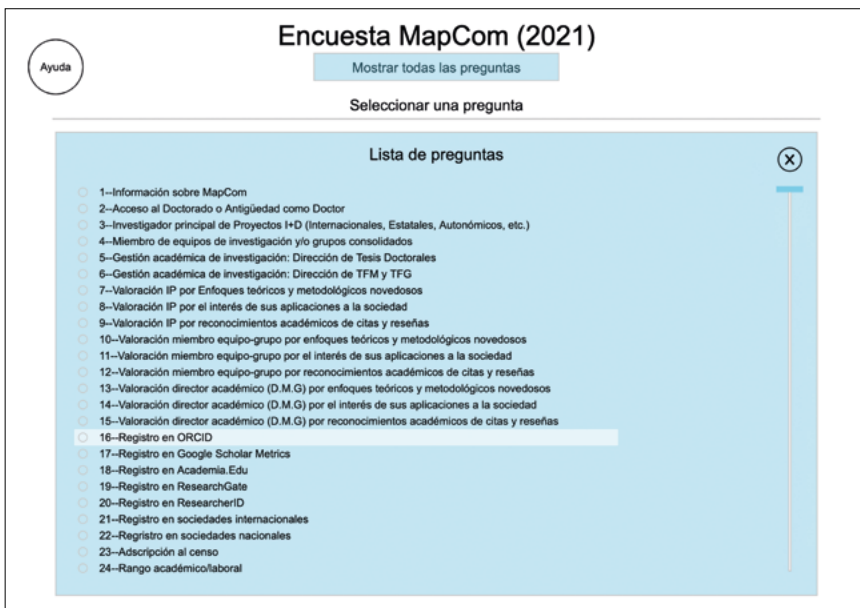 Encuesta MapCom (2021)
Ayuda
Mostrar todas las preguntas
Seleccionar una pregunta
Lista de preguntas
X
1--Información sobre MapCom
2--Acceso al Doctorado o Antigüedad como Doctor
3--Investigador principal de Proyectos I+D (Internacionales, Estatales, Autonómicos, etc.)
4--Miembro de equipos de investigación y/o grupos consolidados
5--Gestión académica de investigación: Dirección de Tesis Doctorales
6--Gestión académica de investigación: Dirección de TFM y TFG
7--Valoración IP por Enfoques teóricos y metodológicos novedosos
8--Valoración IP por el interés de sus aplicaciones a la sociedad
9--Valoración IP por reconocimientos académicos de citas y reseñas
10--Valoración miembro equipo-grupo por enfoques teóricos y metodológicos novedosos
11--Valoración miembro equipo-grupo por el interés de sus aplicaciones a la sociedad
12--Valoración miembro equipo-grupo por reconocimientos académicos de citas y reseñas
13--Valoración director académico (D.M.G) por enfoques teóricos y metodológicos novedosos
14--Valoración director académico (D.M.G) por el interés de sus aplicaciones a la sociedad
15--Valoración director académico (D.M.G) por reconocimientos académicos de citas y reseñas
16--Registro en ORCID
17--Registro en Google Scholar Metrics
18--Registro en Academia.Edu
19--Registro en ResearchGate
20--Registro en ResearcherID
21--Registro en sociedades internacionales
22--Regristro en sociedades nacionales
23--Adscripción al censo
24--Rango académico/laboral